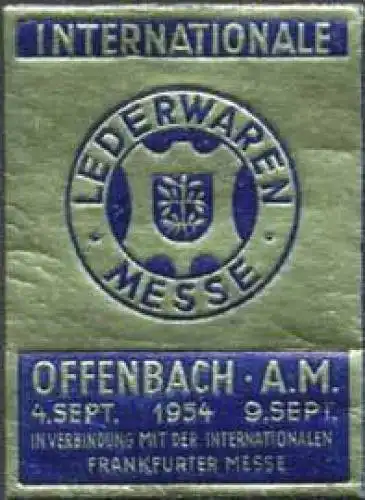 INTERNATIONALE
LEDERWAREN
MESSE
OFFENBACH · A.M.
4.SEPT. 1954 9.SEPT.
IN VERBINDUNG MIT DER INTERNATIONALEN
FRANKFURTER MESSE